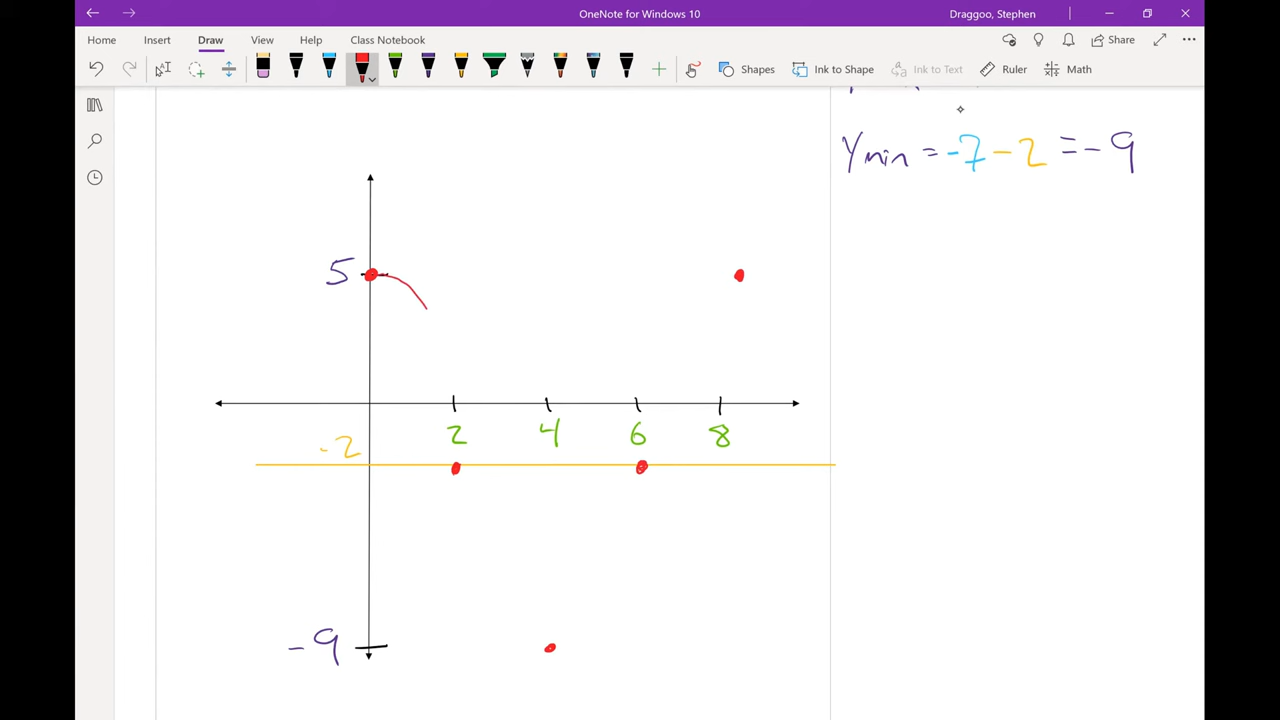 OneNote for Windows 10
Draggoo, Stephen
Home Insert Draw View Help Class Notebook
Share
Shapes Ink to Shape Ink to Text Ruler Math
Ymin = -7 - 2 = -9
5
2 4 6 8
-2
-9